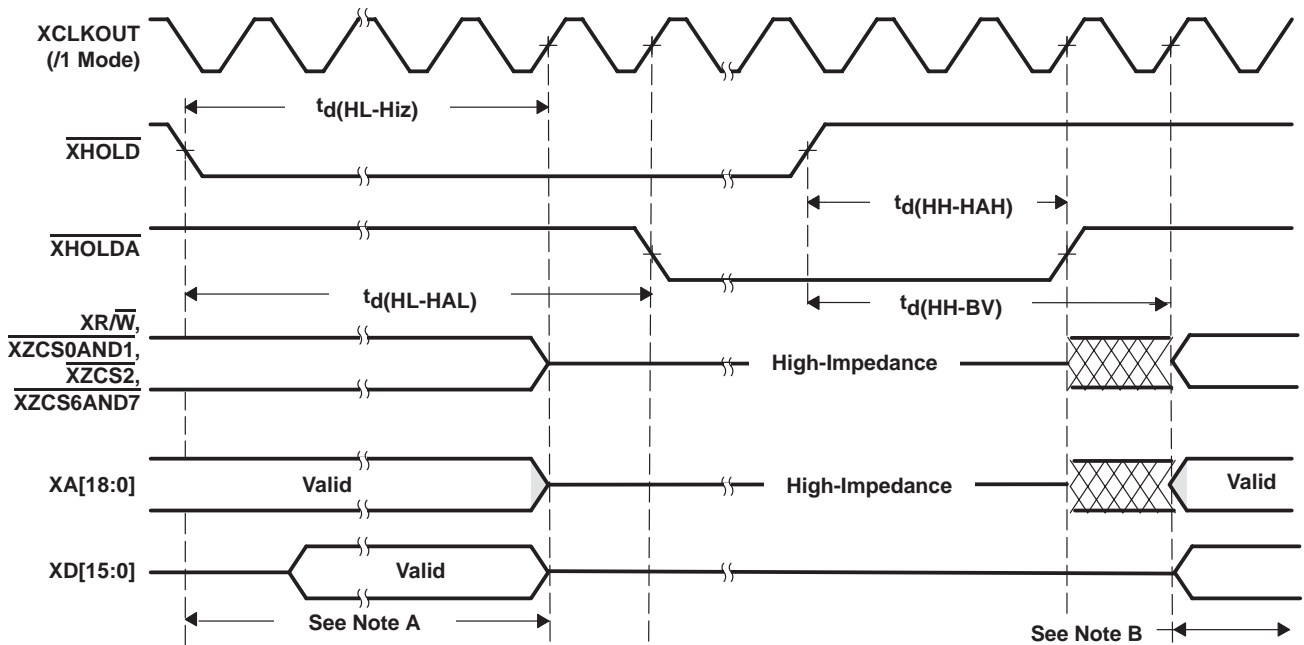 XCLKOUT
(/1 Mode)
td(HL-Hiz)
XHOLD
td(HH-HAH)
XHOLDA
td(HL-HAL)
td(HH-BV)
XR/W,
XZCS0AND1,
XZCS2,
XZCS6AND7
High-Impedance
XA[18:0]
Valid
High-Impedance
Valid
XD[15:0]
Valid
See Note A
See Note B